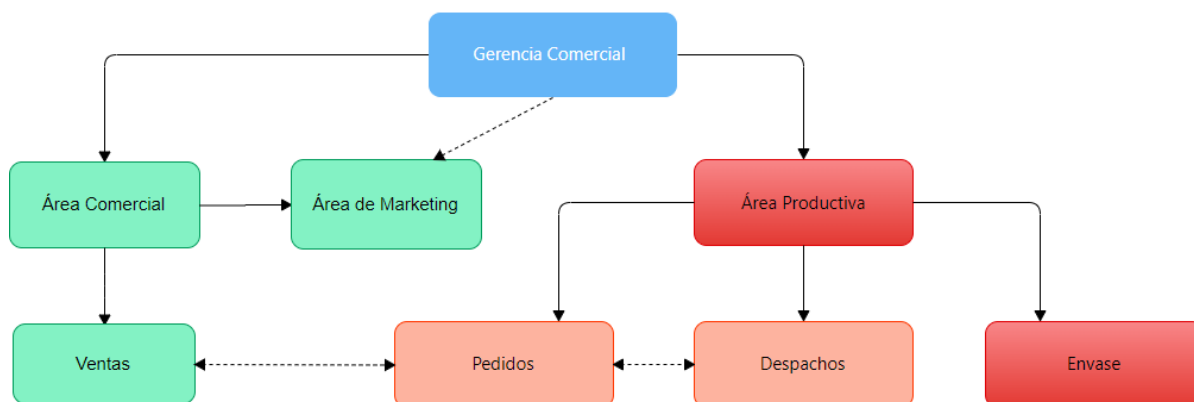 Gerencia Comercial
Área Comercial
Área de Marketing
Área Productiva
Ventas
Pedidos
Despachos
Envase